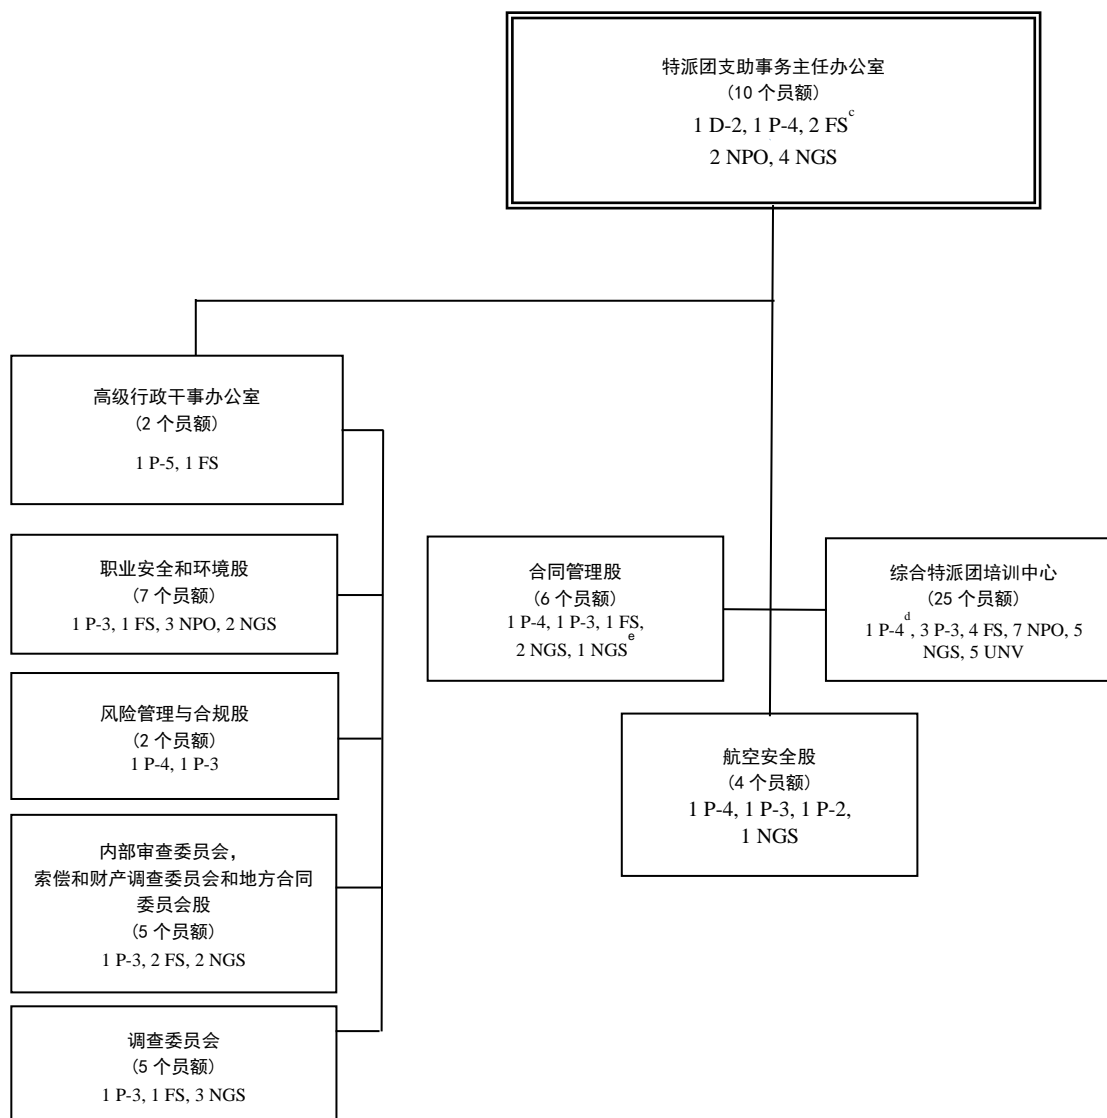 特派团支助事务主任办公室
(10 个员额)
1 D-2, 1 P-4, 2 FSᶜ
2 NPO, 4 NGS
高级行政干事办公室
(2 个员额)
1 P-5, 1 FS
职业安全和环境股
(7 个员额)
1 P-3, 1 FS, 3 NPO, 2 NGS
风险管理与合规股
(2 个员额)
1 P-4, 1 P-3
内部审查委员会,
索偿和财产调查委员会和地方合同
委员会股
(5 个员额)
1 P-3, 2 FS, 2 NGS
调查委员会
(5 个员额)
1 P-3, 1 FS, 3 NGS
合同管理股
(6 个员额)
1 P-4, 1 P-3, 1 FS,
2 NGS, 1 NGSᵉ
综合特派团培训中心
(25 个员额)
1 P-4ᵈ, 3 P-3, 4 FS, 7 NPO, 5
NGS, 5 UNV
航空安全股
(4 个员额)
1 P-4, 1 P-3, 1 P-2,
1 NGS